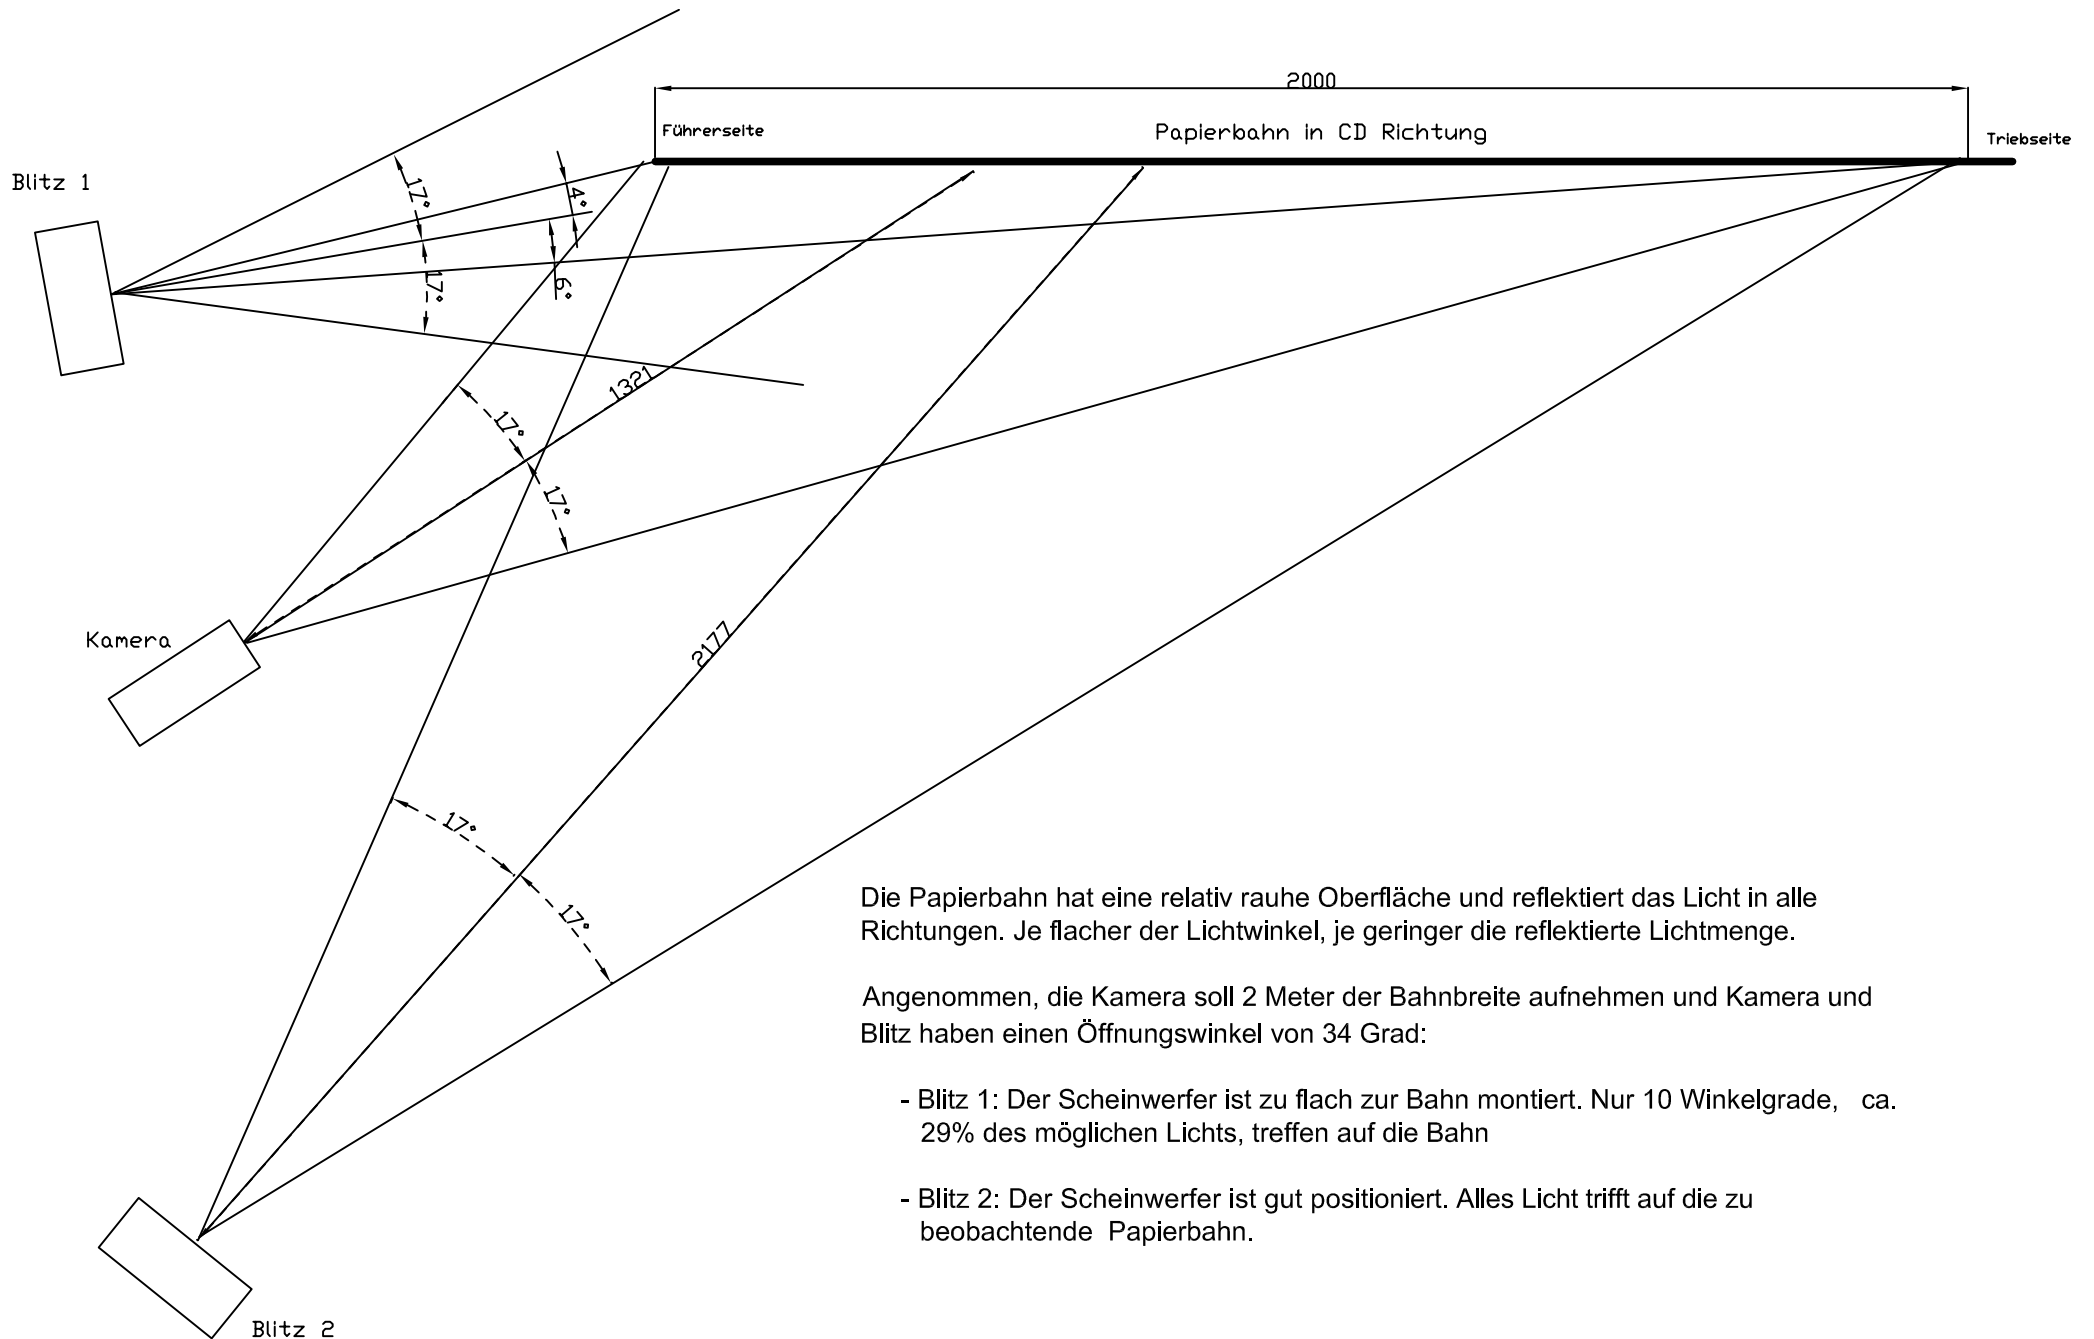 2000
Führerseite
Papierbahn in CD Richtung
Triebseite
Blitz 1
17°
4°
17°
6°
1321
17°
17°
Kamera
2177
17°
17°
Die Papierbahn hat eine relativ rauhe Oberfläche und reflektiert das Licht in alle
Richtungen. Je flacher der Lichtwinkel, je geringer die reflektierte Lichtmenge.
Angenommen, die Kamera soll 2 Meter der Bahnbreite aufnehmen und Kamera und
Blitz haben einen Öffnungswinkel von 34 Grad:
- Blitz 1: Der Scheinwerfer ist zu flach zur Bahn montiert. Nur 10 Winkelgrade, ca.
29% des möglichen Lichts, treffen auf die Bahn
- Blitz 2: Der Scheinwerfer ist gut positioniert. Alles Licht trifft auf die zu
beobachtende Papierbahn.
Blitz 2